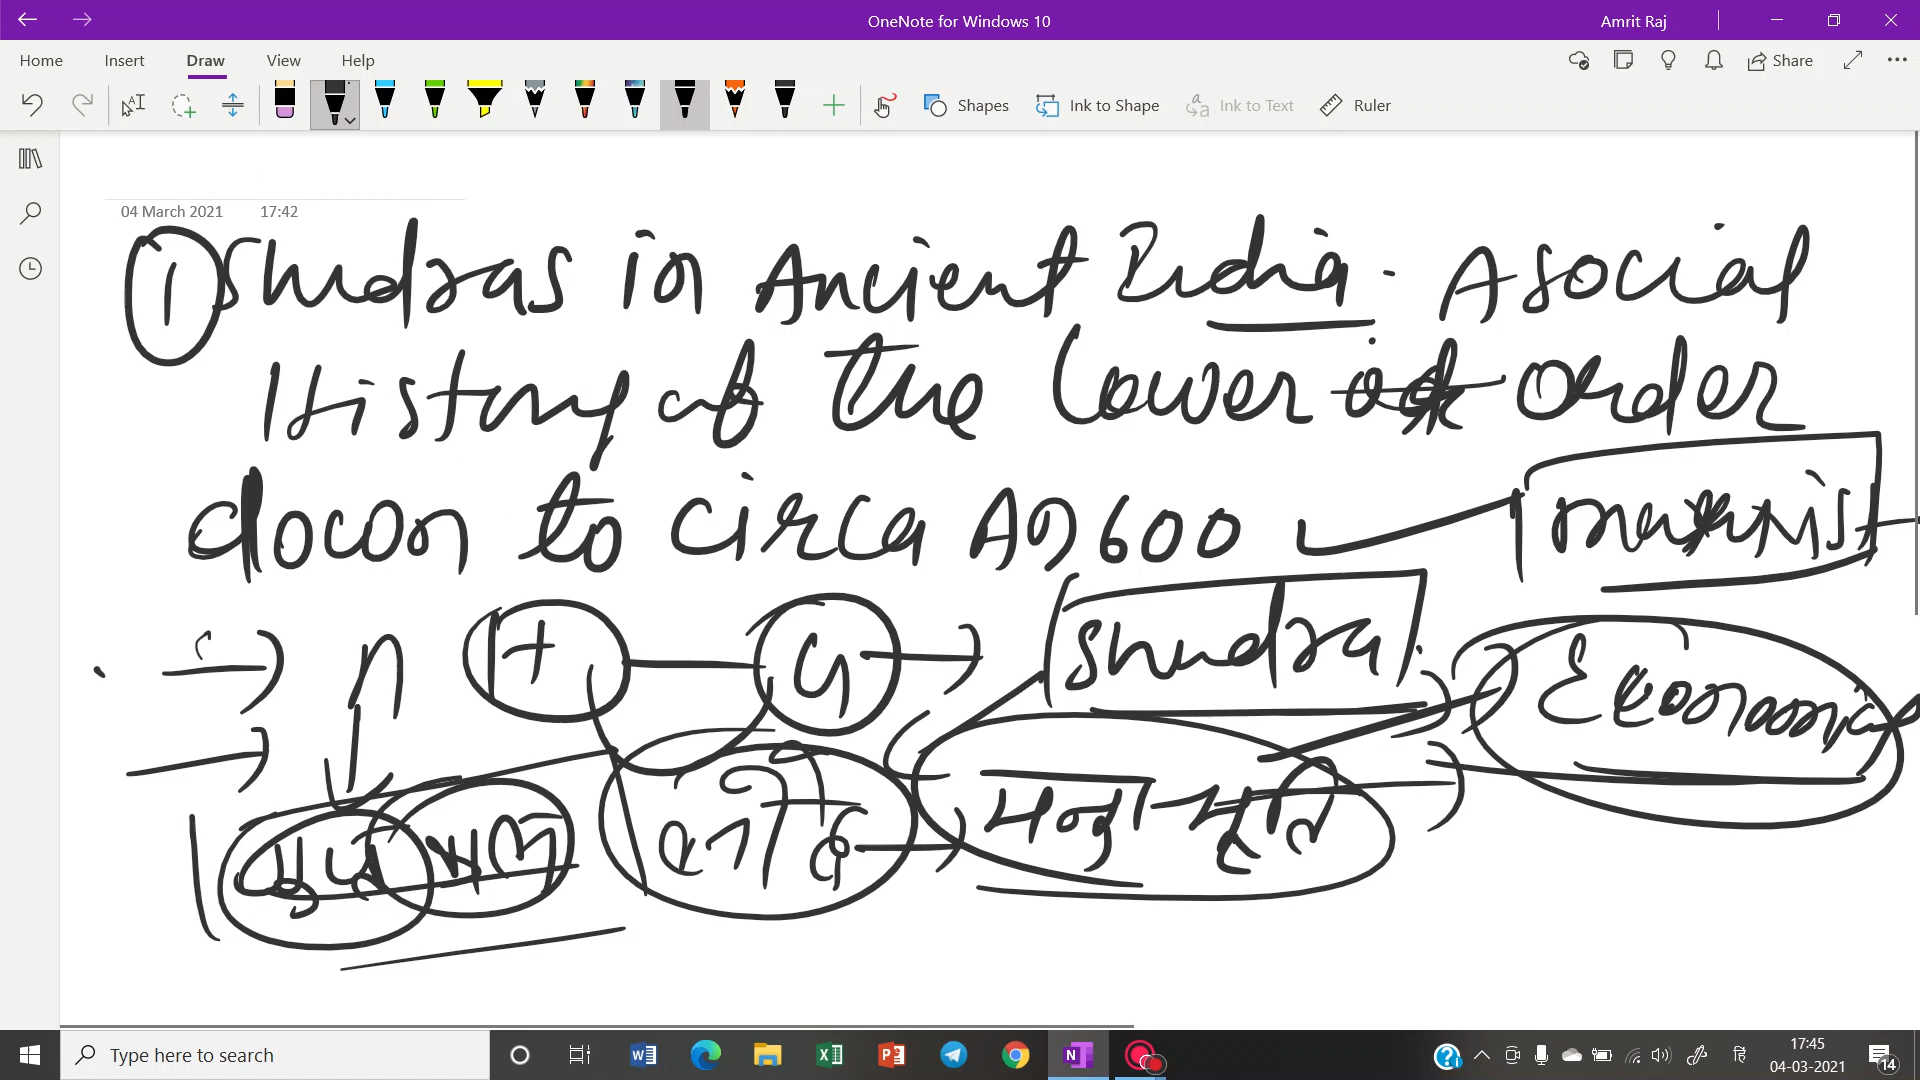 OneNote for Windows 10
Amrit Raj
Home Insert Draw View Help
Share
Shapes Ink to Shape Ink to Text Ruler
04 March 2021 17:42
① Shudras in Ancient India. A social
History of the lower Order
down to circa AD 600
Marxist
Shudra
Economic
Type here to search
17:45
04-03-2021
14